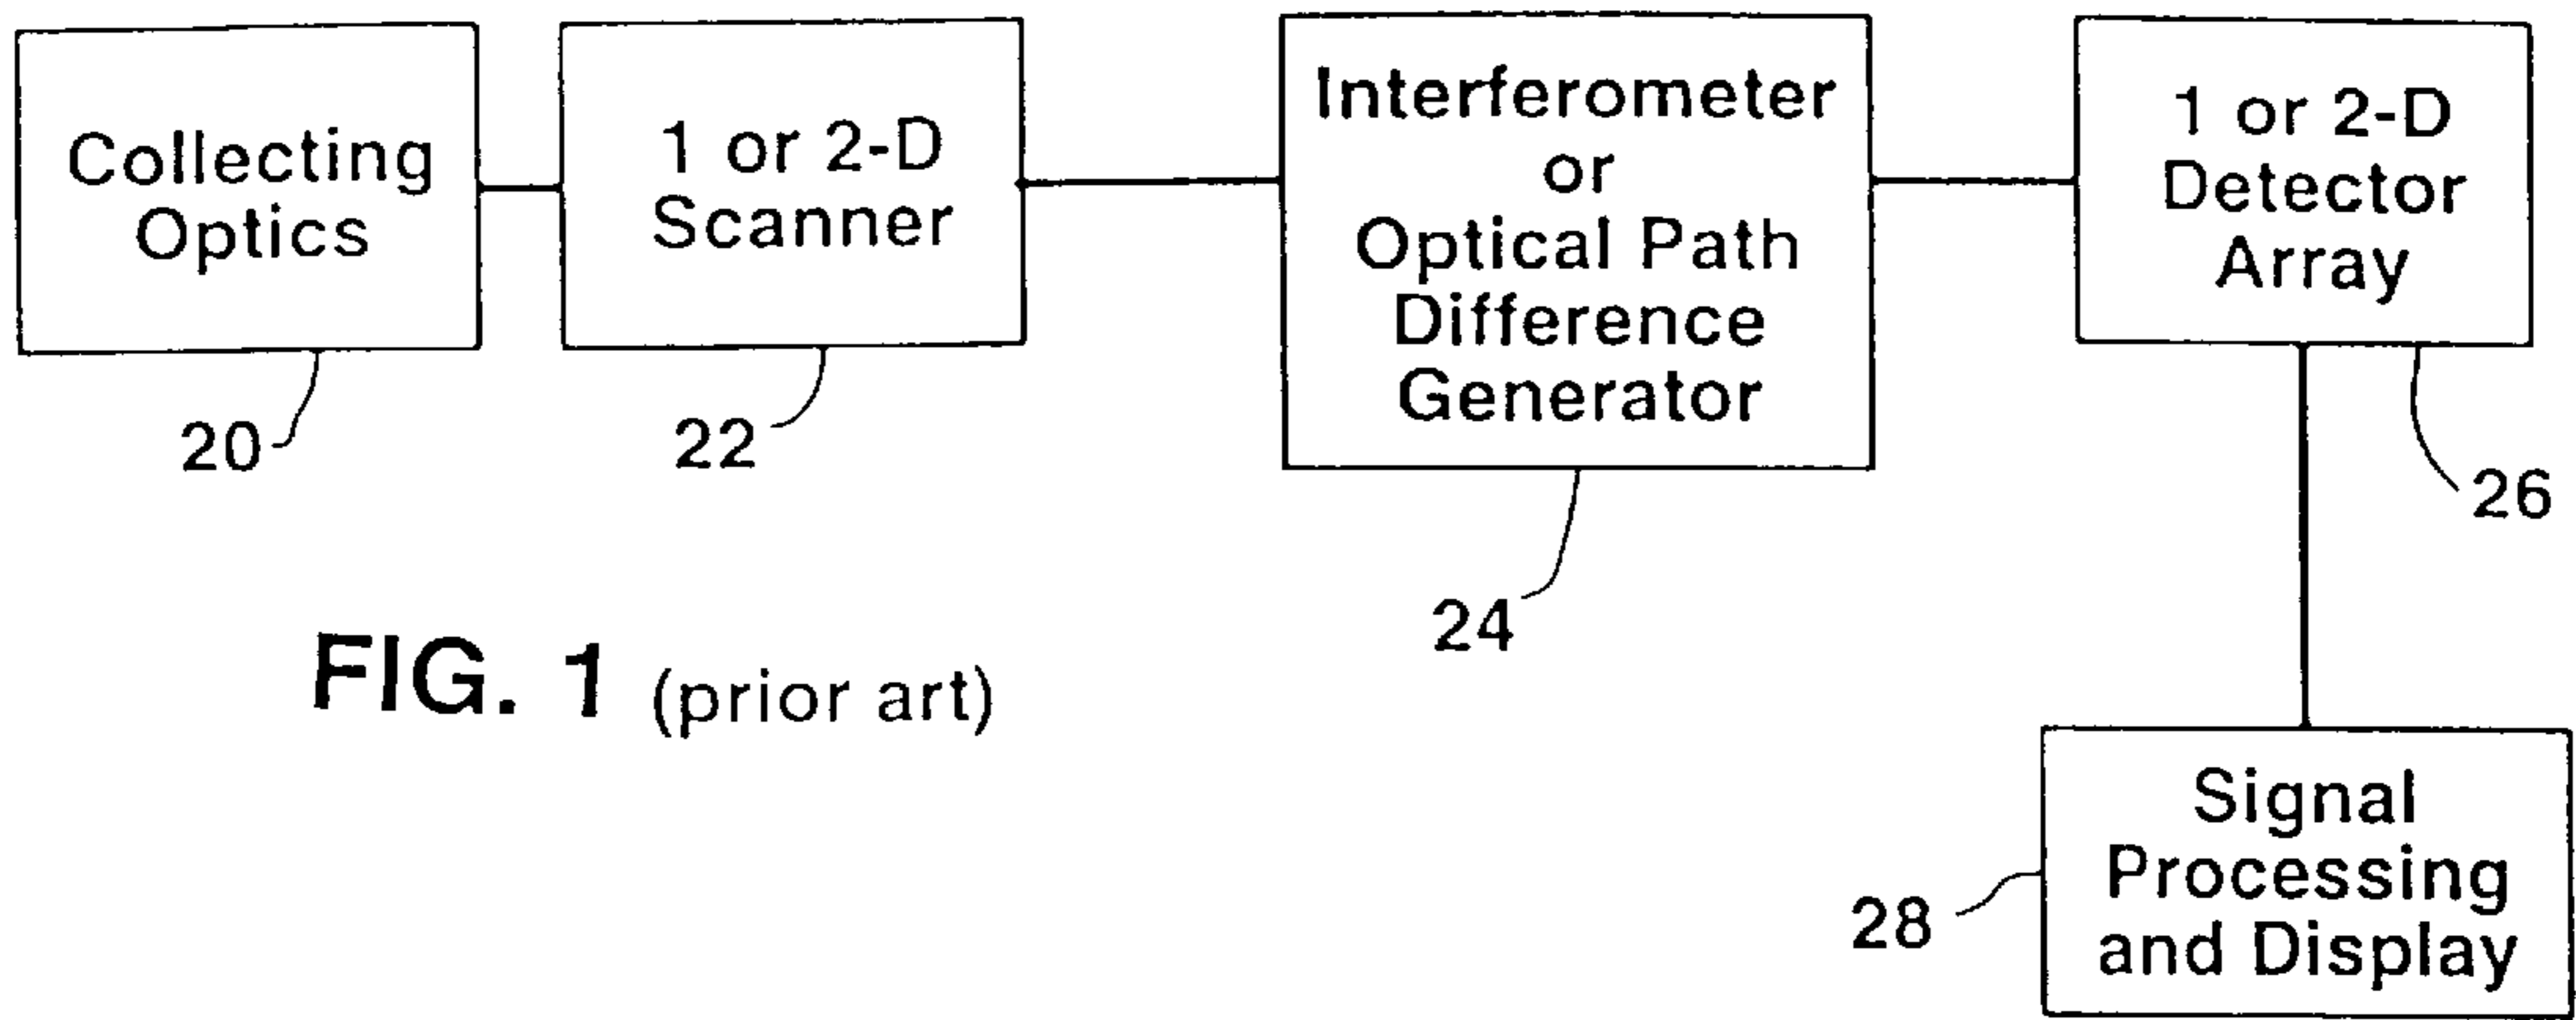 Collecting
Optics
20
1 or 2-D
Scanner
22
Interferometer
or
Optical Path
Difference
Generator
24
1 or 2-D
Detector
Array
26
Signal
Processing
and Display
28
FIG. 1 (prior art)